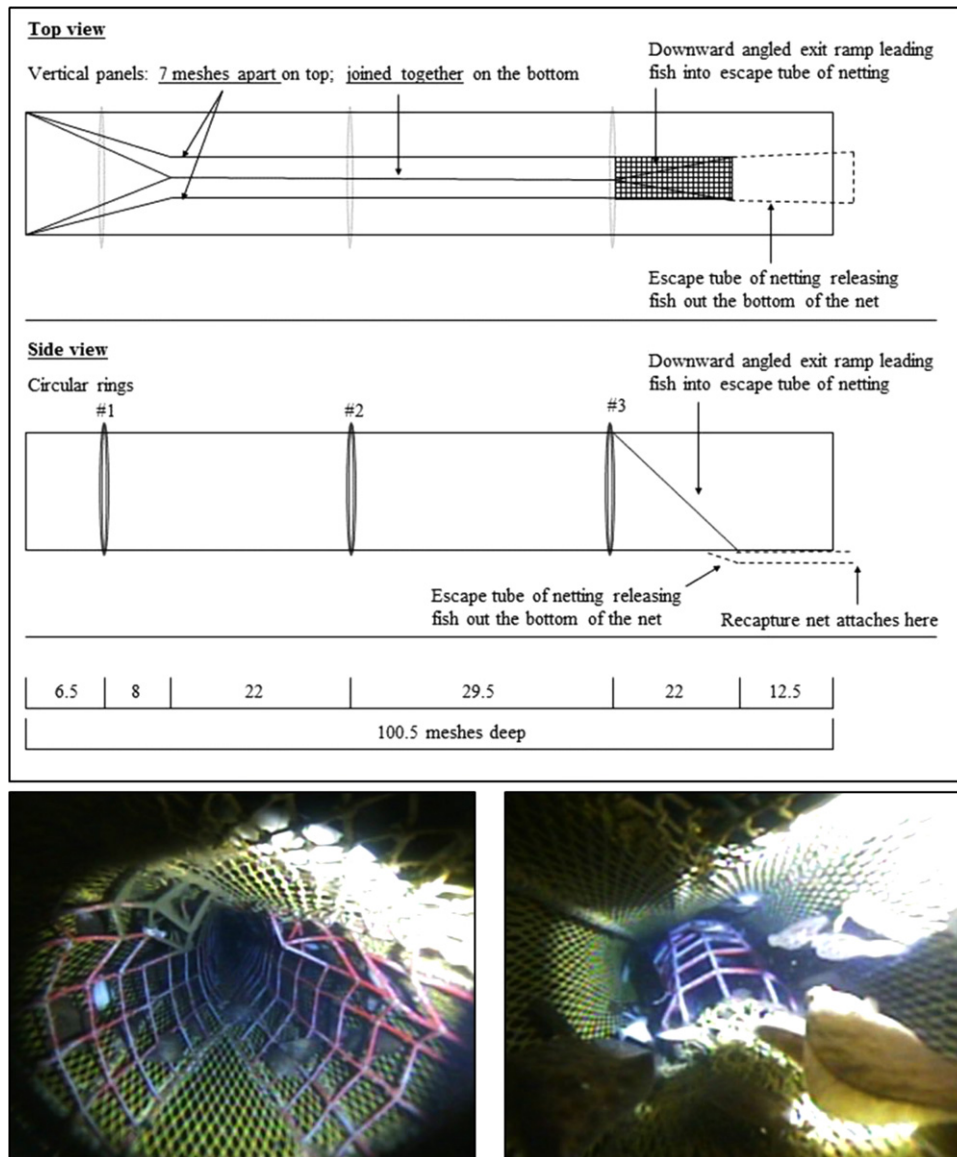 Top view
Downward angled exit ramp leading
fish into escape tube of netting
Vertical panels: 7 meshes apart on top; joined together on the bottom
Escape tube of netting releasing
fish out the bottom of the net
Side view
Downward angled exit ramp leading
fish into escape tube of netting
Circular rings
#1
#2
#3
Escape tube of netting releasing
fish out the bottom of the net
Recapture net attaches here
6.5
8
22
29.5
22
12.5
100.5 meshes deep